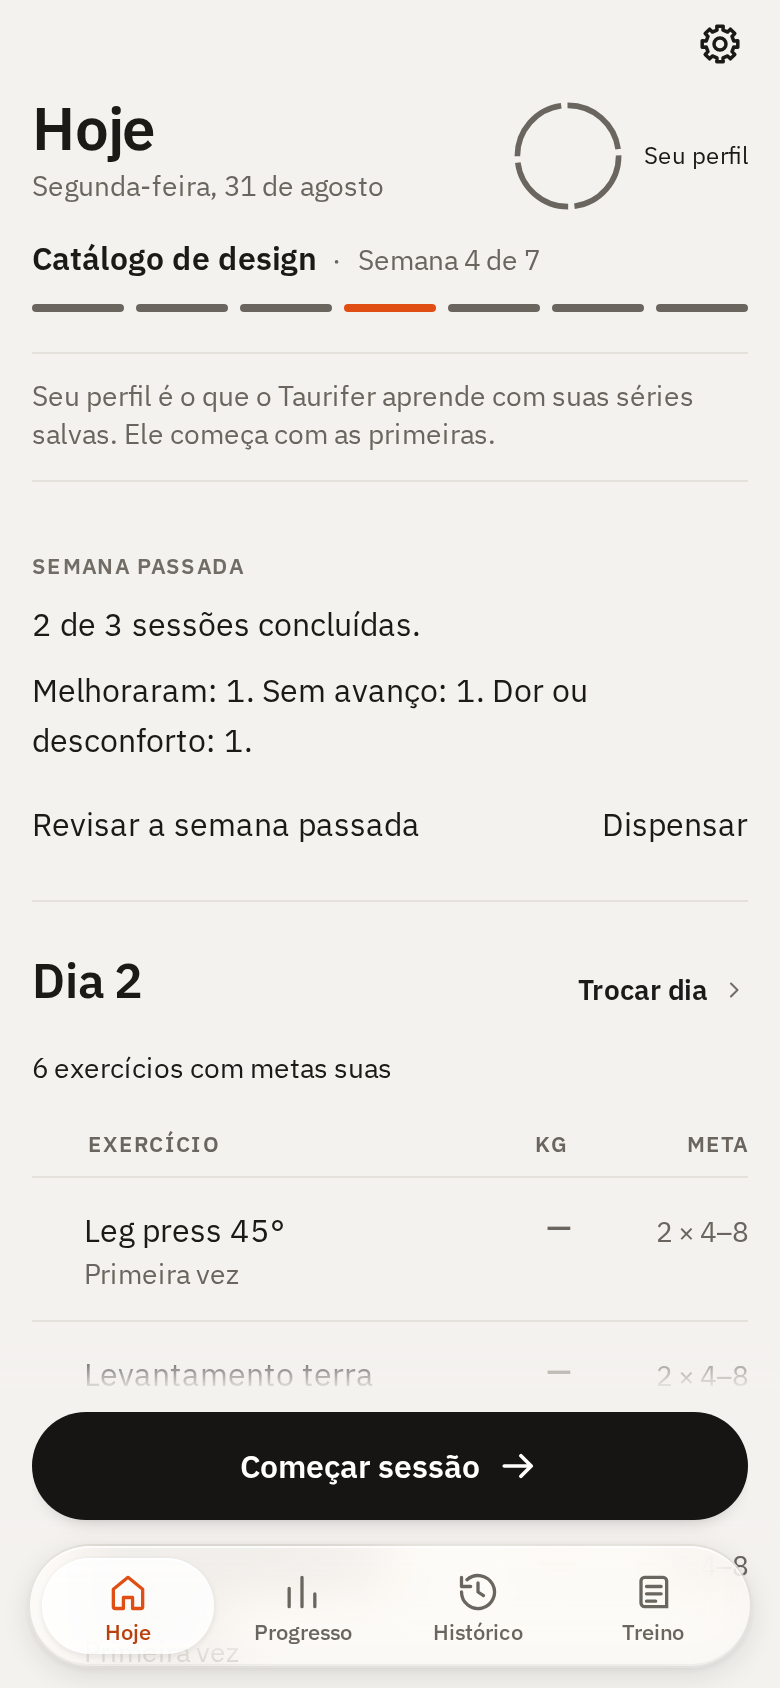 Hoje
Segunda-feira, 31 de agosto
Seu perfil
Catálogo de design · Semana 4 de 7
Seu perfil é o que o Taurifer aprende com suas séries
salvas. Ele começa com as primeiras.
SEMANA PASSADA
2 de 3 sessões concluídas.
Melhoraram: 1. Sem avanço: 1. Dor ou
desconforto: 1.
Revisar a semana passada Dispensar
Dia 2
Trocar dia
6 exercícios com metas suas
EXERCÍCIO KG META
Leg press 45° — 2 × 4–8
Primeira vez
Levantamento terra — 2 × 4–8
Começar sessão
4–8
Hoje Progresso Histórico Treino
Primeira vez